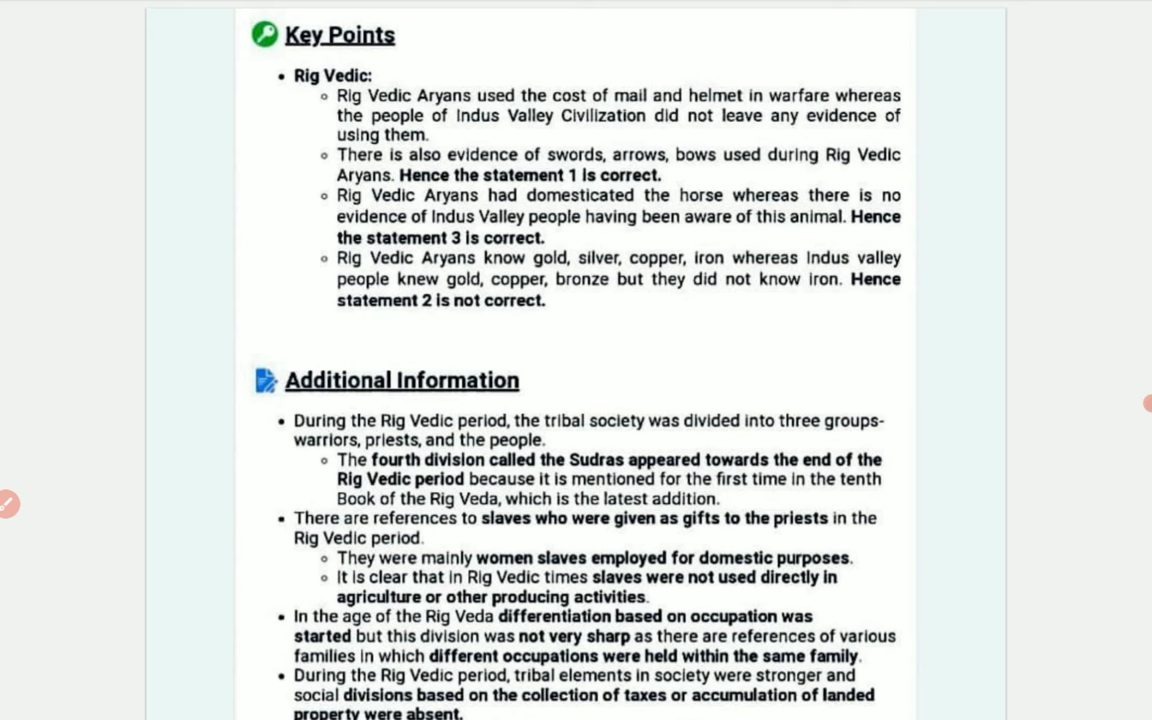 Key Points
• Rig Vedic:
◦ Rig Vedic Aryans used the cost of mail and helmet in warfare whereas
the people of Indus Valley Civilization did not leave any evidence of
using them.
◦ There is also evidence of swords, arrows, bows used during Rig Vedic
Aryans. Hence the statement 1 is correct.
◦ Rig Vedic Aryans had domesticated the horse whereas there is no
evidence of Indus Valley people having been aware of this animal. Hence
the statement 3 is correct.
◦ Rig Vedic Aryans know gold, silver, copper, iron whereas Indus valley
people knew gold, copper, bronze but they did not know iron. Hence
statement 2 is not correct.
Additional Information
• During the Rig Vedic period, the tribal society was divided into three groups-
warriors, priests, and the people.
◦ The fourth division called the Sudras appeared towards the end of the
Rig Vedic period because it is mentioned for the first time in the tenth
Book of the Rig Veda, which is the latest addition.
• There are references to slaves who were given as gifts to the priests in the
Rig Vedic period.
◦ They were mainly women slaves employed for domestic purposes.
◦ It is clear that in Rig Vedic times slaves were not used directly in
agriculture or other producing activities.
• In the age of the Rig Veda differentiation based on occupation was
started but this division was not very sharp as there are references of various
families in which different occupations were held within the same family.
• During the Rig Vedic period, tribal elements in society were stronger and
social divisions based on the collection of taxes or accumulation of landed
property were absent.